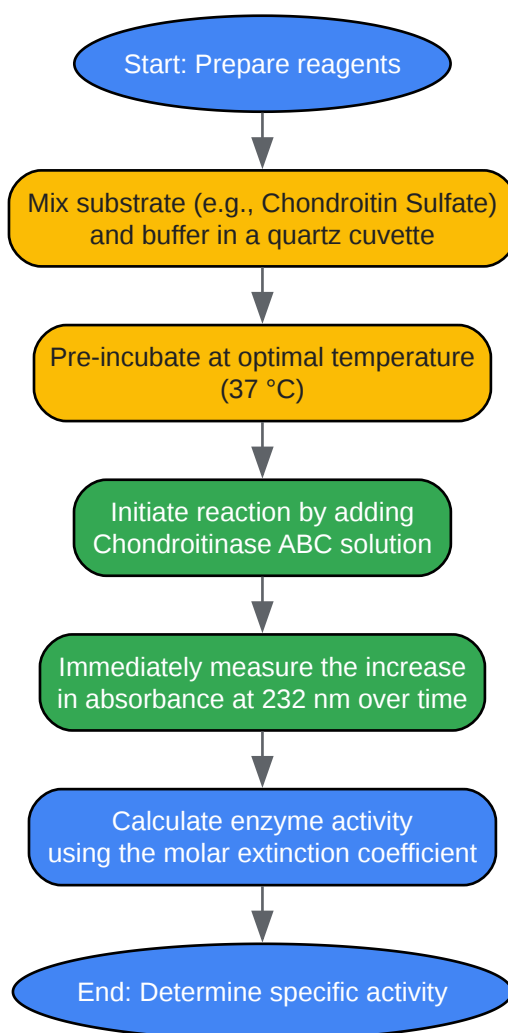 Start: Prepare reagents
Mix substrate (e.g., Chondroitin Sulfate)
and buffer in a quartz cuvette
Pre-incubate at optimal temperature
(37 °C)
Initiate reaction by adding
Chondroitinase ABC solution
Immediately measure the increase
in absorbance at 232 nm over time
Calculate enzyme activity
using the molar extinction coefficient
End: Determine specific activity